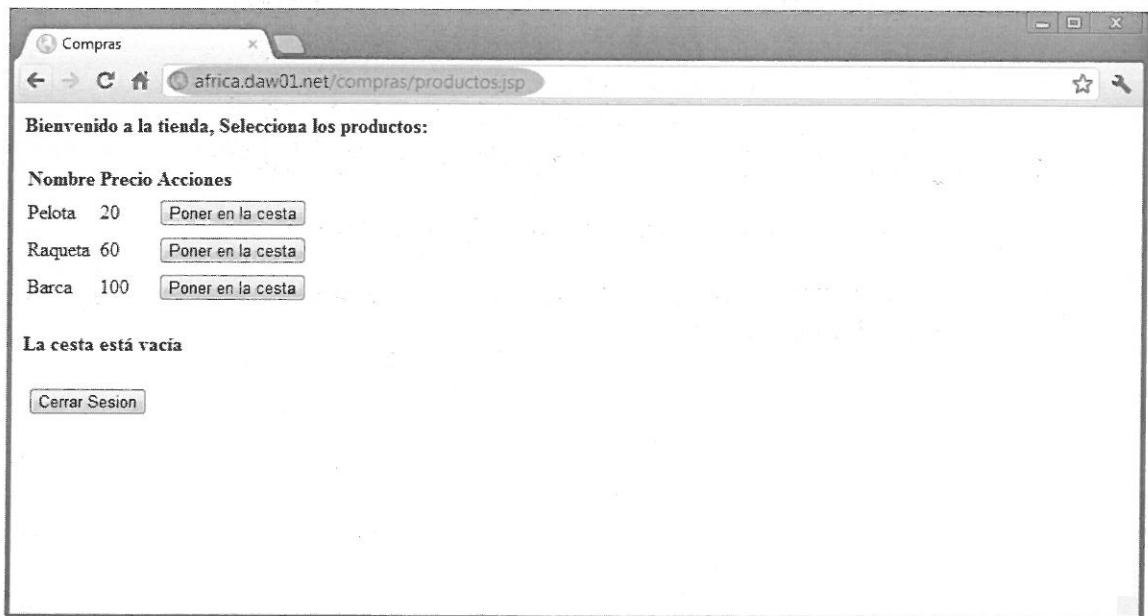 Compras
africa.daw01.net/compras/productos.jsp
Bienvenido a la tienda, Selecciona los productos:
Nombre Precio Acciones
Pelota 20 Poner en la cesta
Raqueta 60 Poner en la cesta
Barca 100 Poner en la cesta
La cesta está vacía
Cerrar Sesion